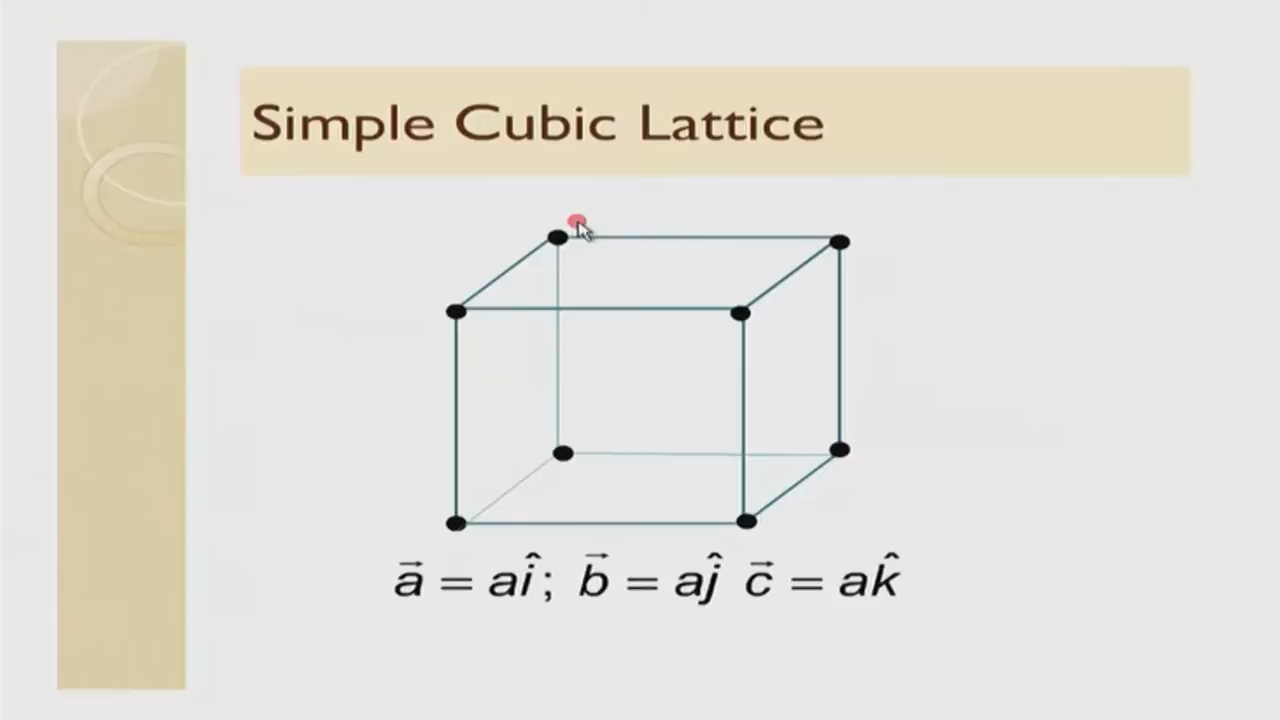 Simple Cubic Lattice
a⃗ = aî; b⃗ = aĵ c⃗ = ak̂